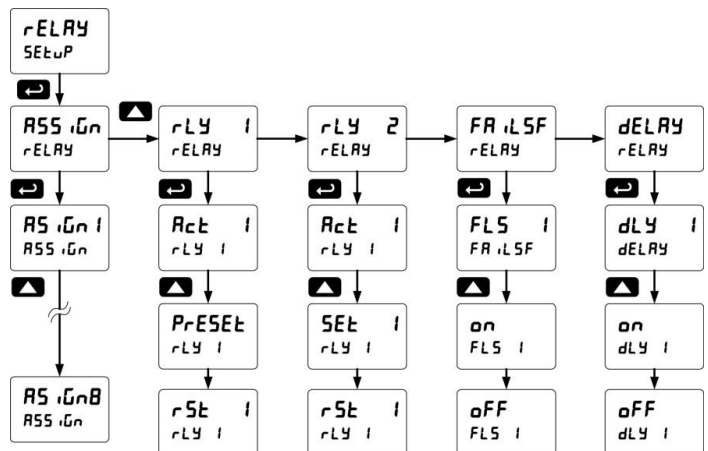 rELAY
SEtuP
ASSiGn
rELAY
rLY 1
rELAY
rLY 2
rELAY
FAiLSF
rELAY
dELAY
rELAY
ASiGn1
ASSiGn
Act 1
rLY 1
Act 1
rLY 1
FLS 1
FAiLSF
dLY 1
dELAY
PrESEt
rLY 1
SEt 1
rLY 1
on
FLS 1
on
dLY 1
ASiGn8
ASSiGn
rSt 1
rLY 1
rSt 1
rLY 1
oFF
FLS 1
oFF
dLY 1